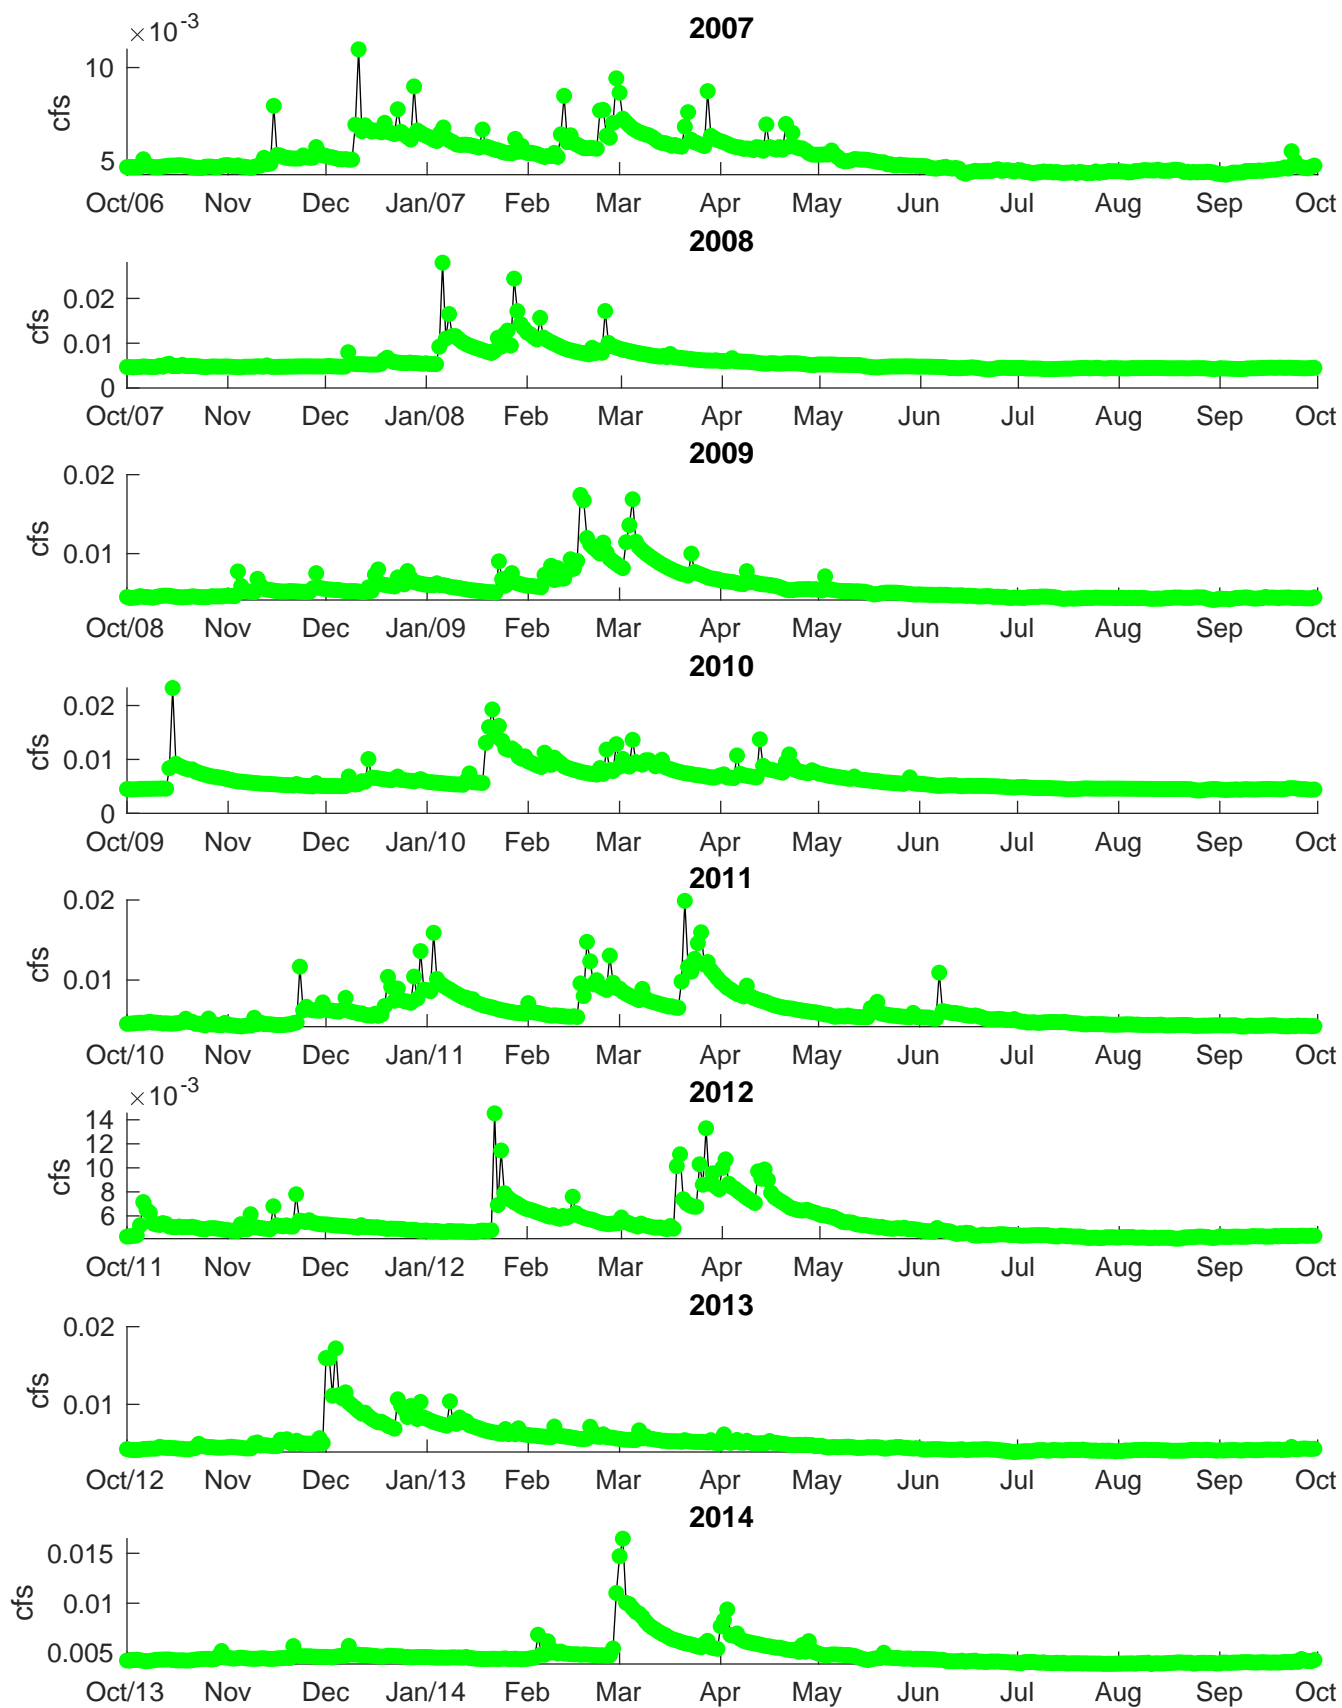 ×10^-3
2007
10
5
cfs
Oct/06 Nov Dec Jan/07 Feb Mar Apr May Jun Jul Aug Sep Oct
2008
0.02
0.01
0
cfs
Oct/07 Nov Dec Jan/08 Feb Mar Apr May Jun Jul Aug Sep Oct
2009
0.02
0.01
cfs
Oct/08 Nov Dec Jan/09 Feb Mar Apr May Jun Jul Aug Sep Oct
2010
0.02
0.01
0
cfs
Oct/09 Nov Dec Jan/10 Feb Mar Apr May Jun Jul Aug Sep Oct
2011
0.02
0.01
cfs
Oct/10 Nov Dec Jan/11 Feb Mar Apr May Jun Jul Aug Sep Oct
×10^-3
2012
14
12
10
8
6
cfs
Oct/11 Nov Dec Jan/12 Feb Mar Apr May Jun Jul Aug Sep Oct
2013
0.02
0.01
cfs
Oct/12 Nov Dec Jan/13 Feb Mar Apr May Jun Jul Aug Sep Oct
2014
0.015
0.01
0.005
cfs
Oct/13 Nov Dec Jan/14 Feb Mar Apr May Jun Jul Aug Sep Oct